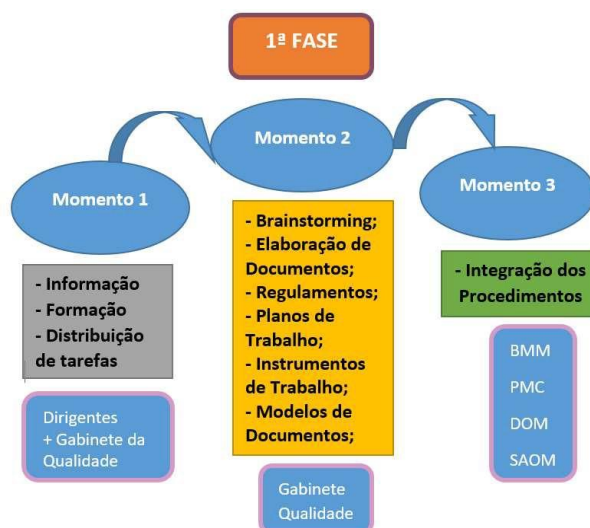 1ª FASE
Momento 1
- Informação
- Formação
- Distribuição
de tarefas
Dirigentes
+ Gabinete da
Qualidade
Momento 2
- Brainstorming;
- Elaboração de
Documentos;
- Regulamentos;
- Planos de
Trabalho;
- Instrumentos
de Trabalho;
- Modelos de
Documentos;
Gabinete
Qualidade
Momento 3
- Integração dos
Procedimentos
BMM
PMC
DOM
SAOM